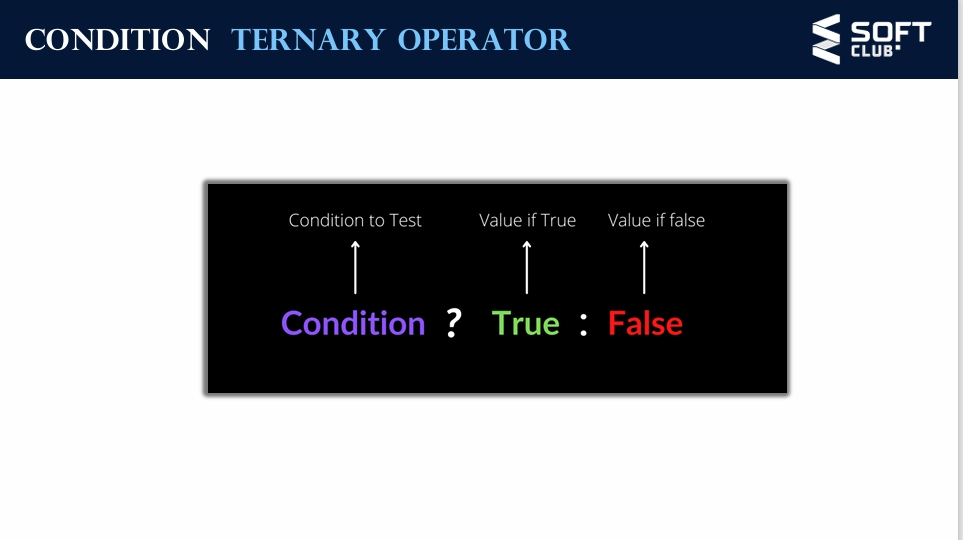 CONDITION TERNARY OPERATOR
SOFT
CLUB
Condition to Test Value if True Value if false
Condition ? True : False